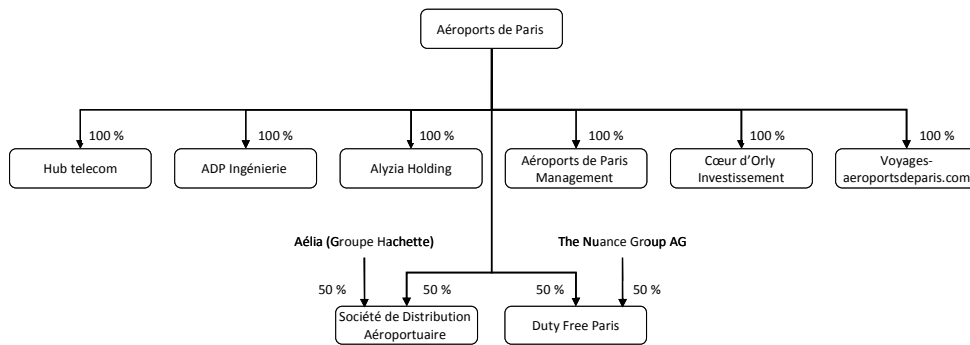 Aéroports de Paris
100 %
100 %
100 %
100 %
100 %
100 %
Hub telecom
ADP Ingénierie
Alyzia Holding
Aéroports de Paris
Management
Cœur d'Orly
Investissement
Voyages-
aeroportsdeparis.com
Aélia (Groupe Hachette)
The Nuance Group AG
50 %
50 %
50 %
50 %
Société de Distribution
Aéroportuaire
Duty Free Paris